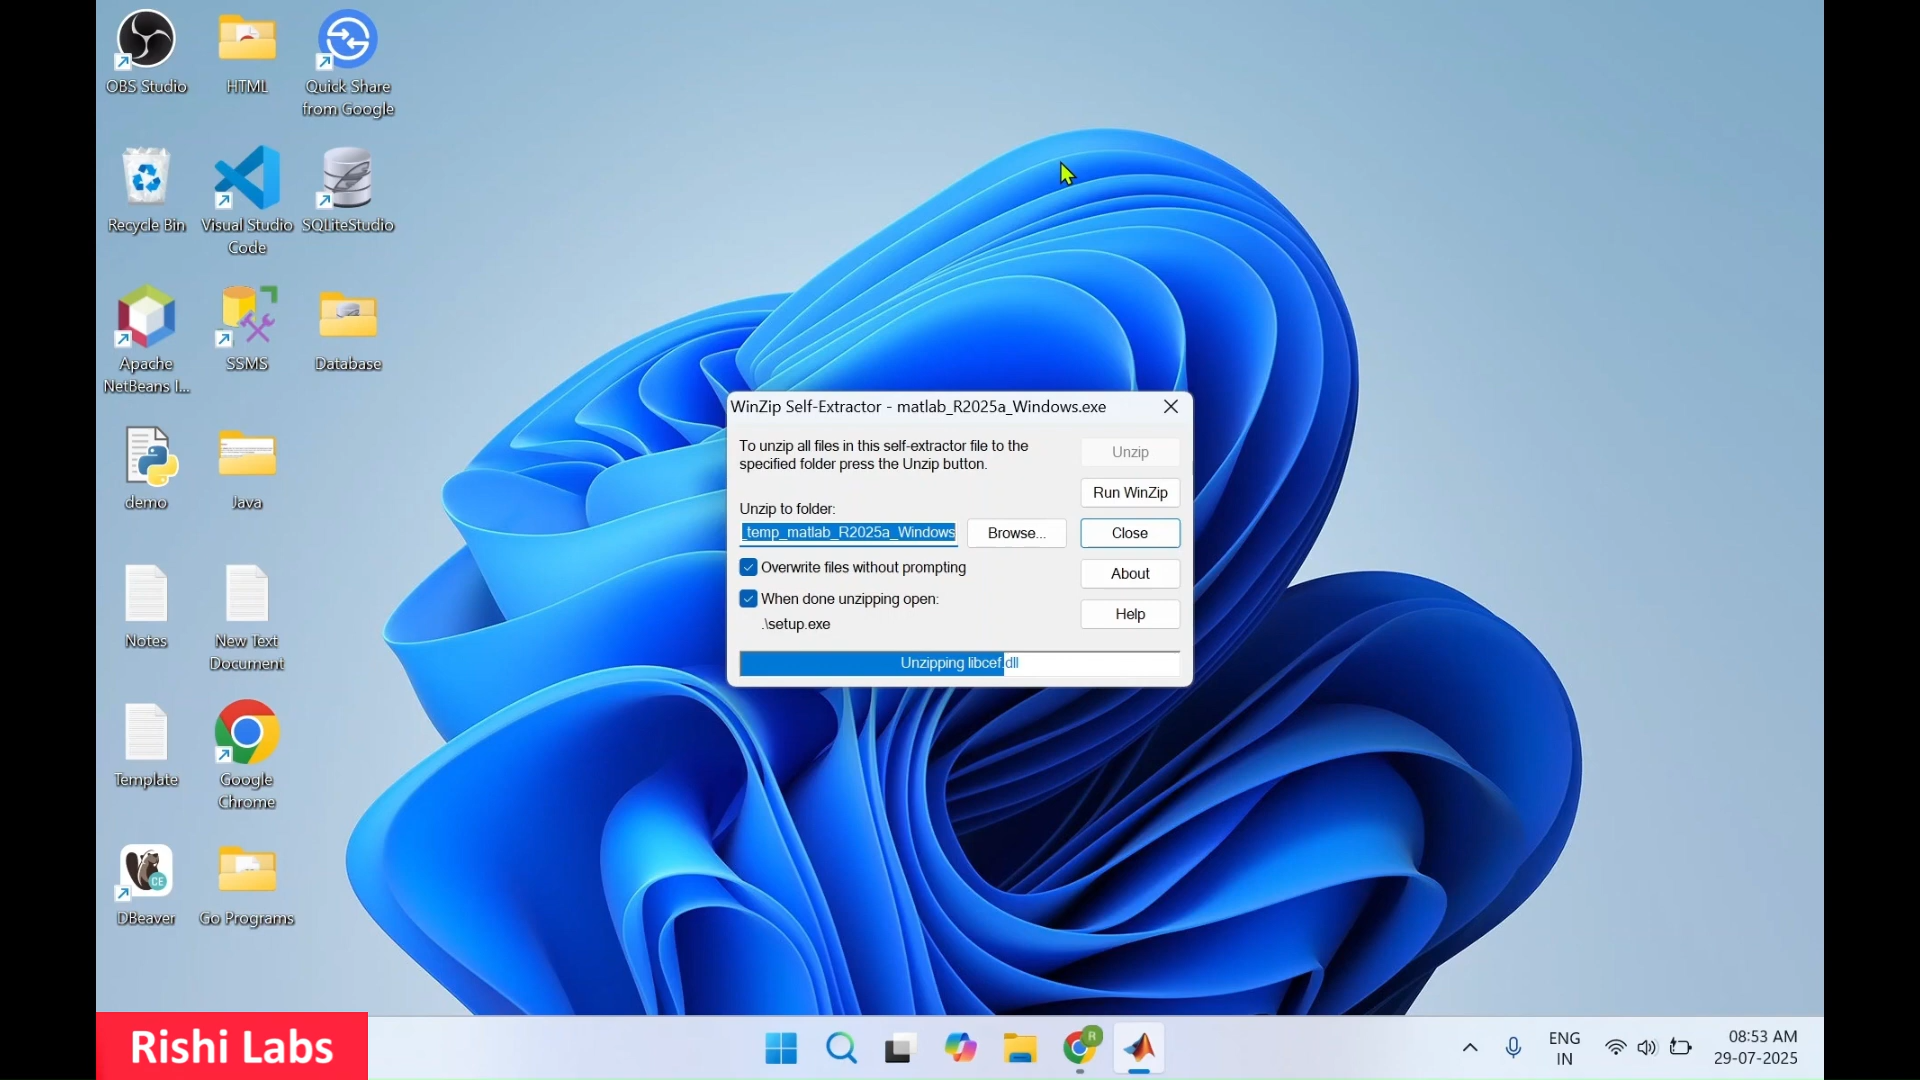 OBS Studio
HTML
Quick Share
from Google
Recycle Bin
Visual Studio
Code
SQLiteStudio
Apache
NetBeans I...
SSMS
Database
demo
Java
Notes
New Text
Document
Template
Google
Chrome
DBeaver
CE
Go Programs
WinZip Self-Extractor - matlab_R2025a_Windows.exe
To unzip all files in this self-extractor file to the
specified folder press the Unzip button.
Unzip to folder:
_temp_matlab_R2025a_Windows
Browse...
Overwrite files without prompting
When done unzipping open:
.\setup.exe
Unzip
Run WinZip
Close
About
Help
Unzipping libcef.dll
Rishi Labs
R
ENG
IN
08:53 AM
29-07-2025